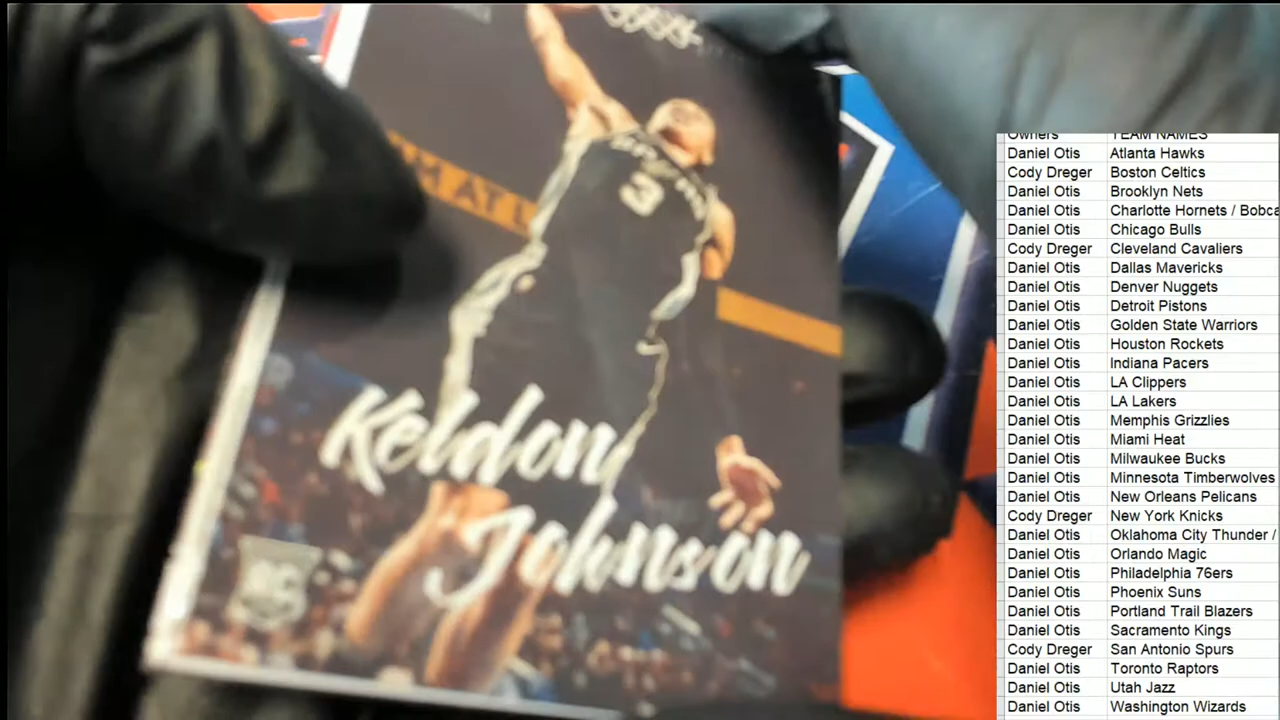 Keldon
Johnson
3
RC
Owners TEAM NAMES
Daniel Otis Atlanta Hawks
Cody Dreger Boston Celtics
Daniel Otis Brooklyn Nets
Daniel Otis Charlotte Hornets / Bobca
Daniel Otis Chicago Bulls
Cody Dreger Cleveland Cavaliers
Daniel Otis Dallas Mavericks
Daniel Otis Denver Nuggets
Daniel Otis Detroit Pistons
Daniel Otis Golden State Warriors
Daniel Otis Houston Rockets
Daniel Otis Indiana Pacers
Daniel Otis LA Clippers
Daniel Otis LA Lakers
Daniel Otis Memphis Grizzlies
Daniel Otis Miami Heat
Daniel Otis Milwaukee Bucks
Daniel Otis Minnesota Timberwolves
Daniel Otis New Orleans Pelicans
Cody Dreger New York Knicks
Daniel Otis Oklahoma City Thunder /
Daniel Otis Orlando Magic
Daniel Otis Philadelphia 76ers
Daniel Otis Phoenix Suns
Daniel Otis Portland Trail Blazers
Daniel Otis Sacramento Kings
Cody Dreger San Antonio Spurs
Daniel Otis Toronto Raptors
Daniel Otis Utah Jazz
Daniel Otis Washington Wizards